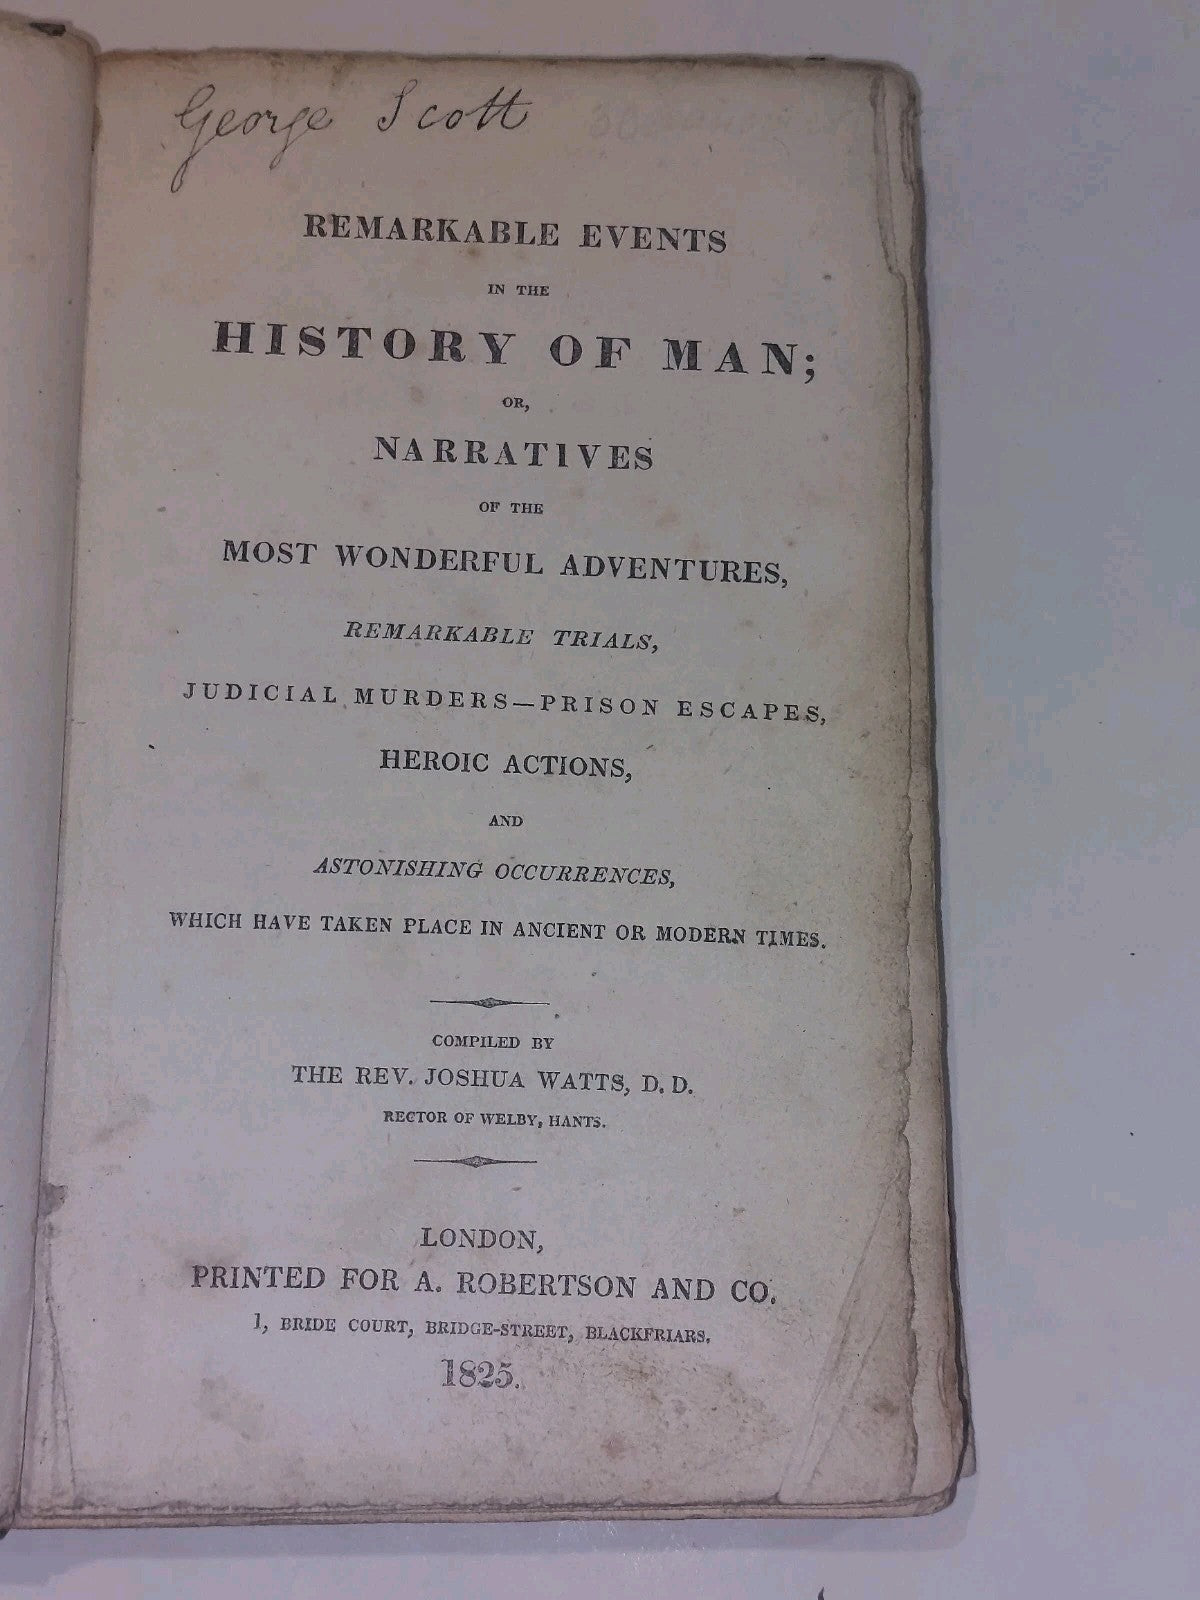 George Scott
REMARKABLE EVENTS
IN THE
HISTORY OF MAN;
OR,
NARRATIVES
OF THE
MOST WONDERFUL ADVENTURES,
REMARKABLE TRIALS,
JUDICIAL MURDERS—PRISON ESCAPES,
HEROIC ACTIONS,
AND
ASTONISHING OCCURRENCES,
WHICH HAVE TAKEN PLACE IN ANCIENT OR MODERN TIMES.
COMPILED BY
THE REV. JOSHUA WATTS, D. D.
RECTOR OF WELBY, HANTS.
LONDON,
PRINTED FOR A. ROBERTSON AND CO.
1, BRIDE COURT, BRIDGE-STREET, BLACKFRIARS.
1825.